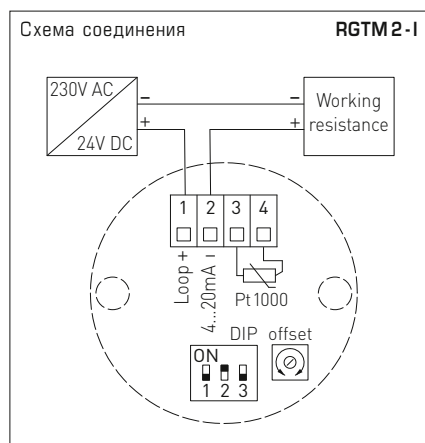 Схема соединения RGTM 2 - I
230V AC
24V DC
– –
+ +
Working
resistance
1 2 3 4
Loop +
4...20mA –
Pt1000
DIP offset
ON
1 2 3